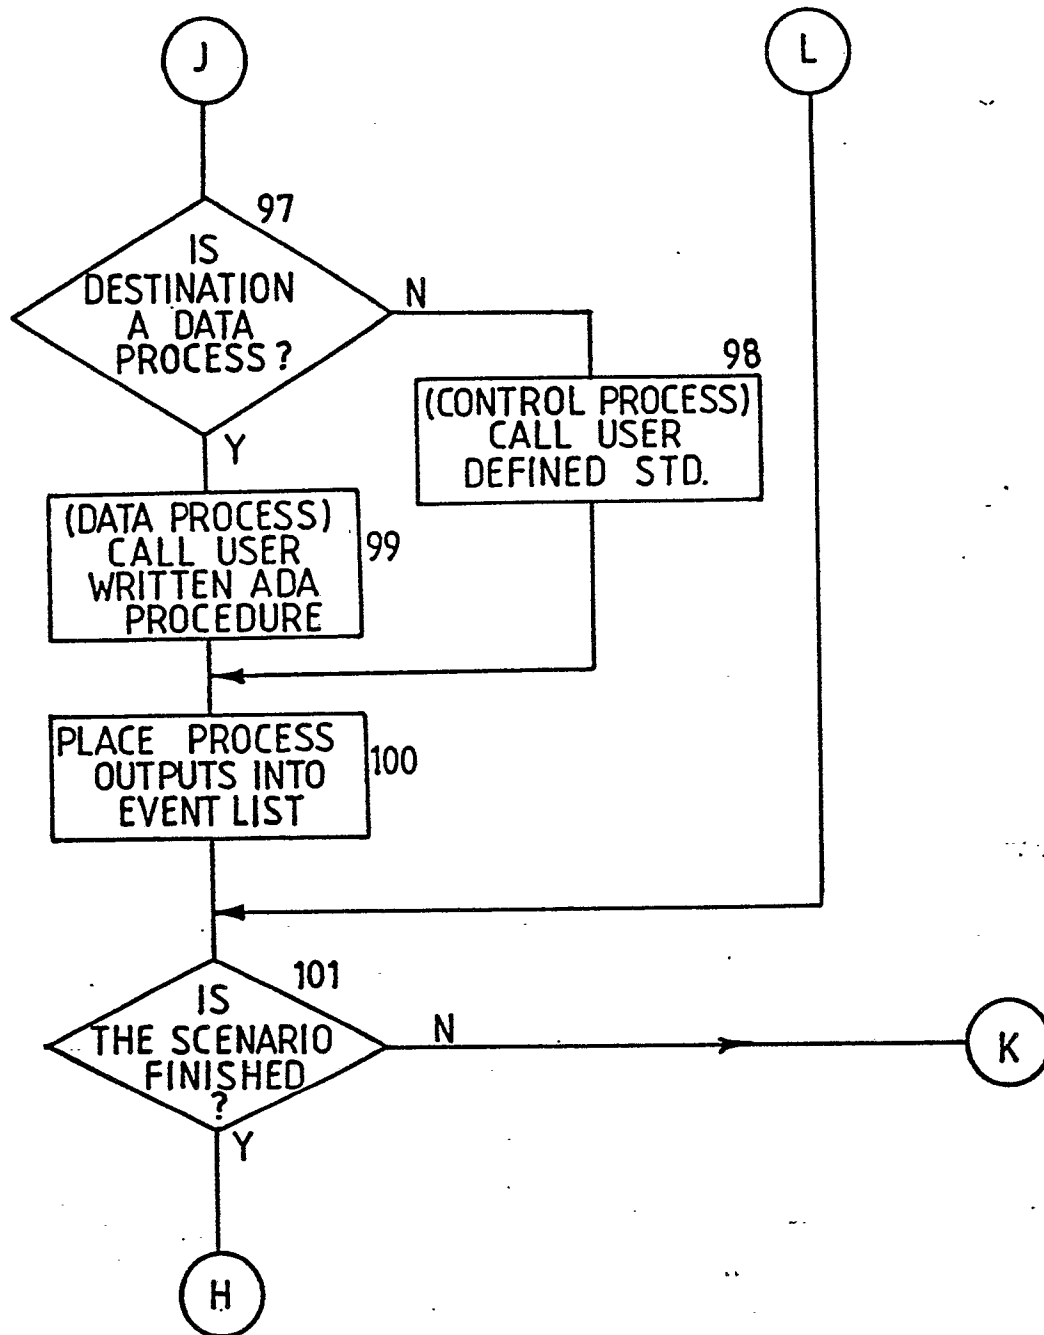 J
L
97
IS
DESTINATION
A DATA
PROCESS?
N
Y
98
(CONTROL PROCESS)
CALL USER
DEFINED STD.
(DATA PROCESS)
CALL USER
WRITTEN ADA
PROCEDURE
99
PLACE PROCESS
OUTPUTS INTO
EVENT LIST
100
101
IS
THE SCENARIO
FINISHED
?
N
K
Y
H